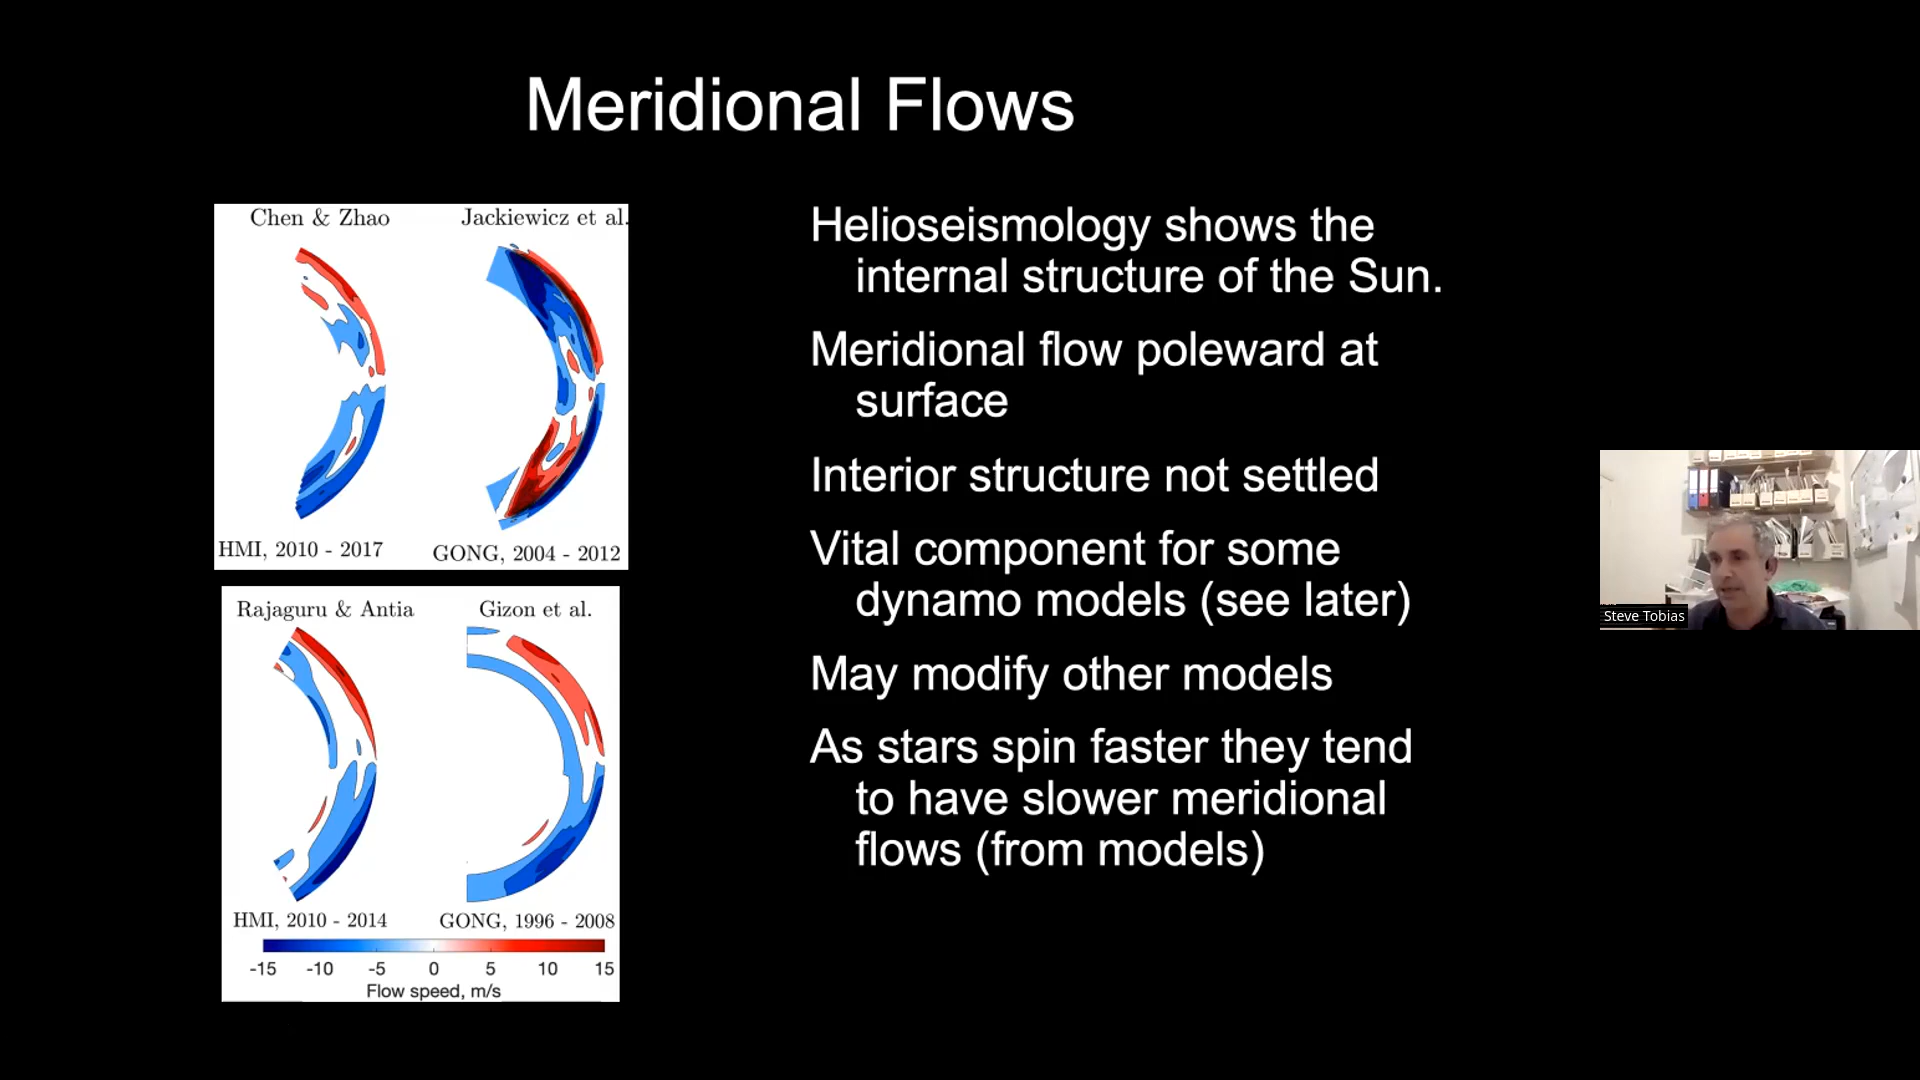 Meridional Flows
Chen & Zhao
Jackiewicz et al.
HMI, 2010 - 2017
GONG, 2004 - 2012
Rajaguru & Antia
Gizon et al.
HMI, 2010 - 2014
GONG, 1996 - 2008
-15 -10 -5 0 5 10 15
Flow speed, m/s
Helioseismology shows the
internal structure of the Sun.
Meridional flow poleward at
surface
Interior structure not settled
Vital component for some
dynamo models (see later)
May modify other models
As stars spin faster they tend
to have slower meridional
flows (from models)
Steve Tobias